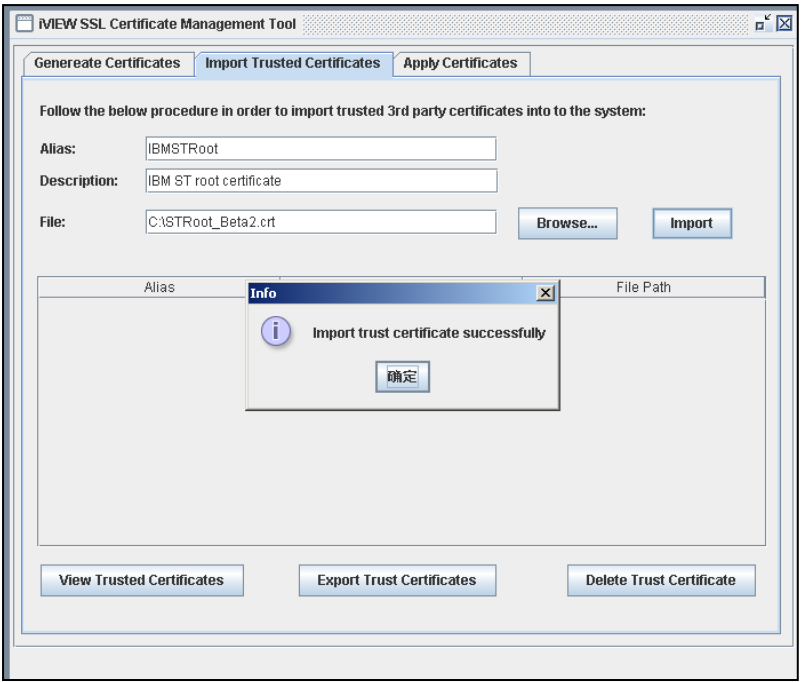 iVIEW SSL Certificate Management Tool
Genereate Certificates
Import Trusted Certificates
Apply Certificates
Follow the below procedure in order to import trusted 3rd party certificates into to the system:
Alias: IBMSTRoot
Description: IBM ST root certificate
File: C:\STRoot_Beta2.crt Browse... Import
Alias File Path
Info
Import trust certificate successfully
确定
View Trusted Certificates Export Trust Certificates Delete Trust Certificate